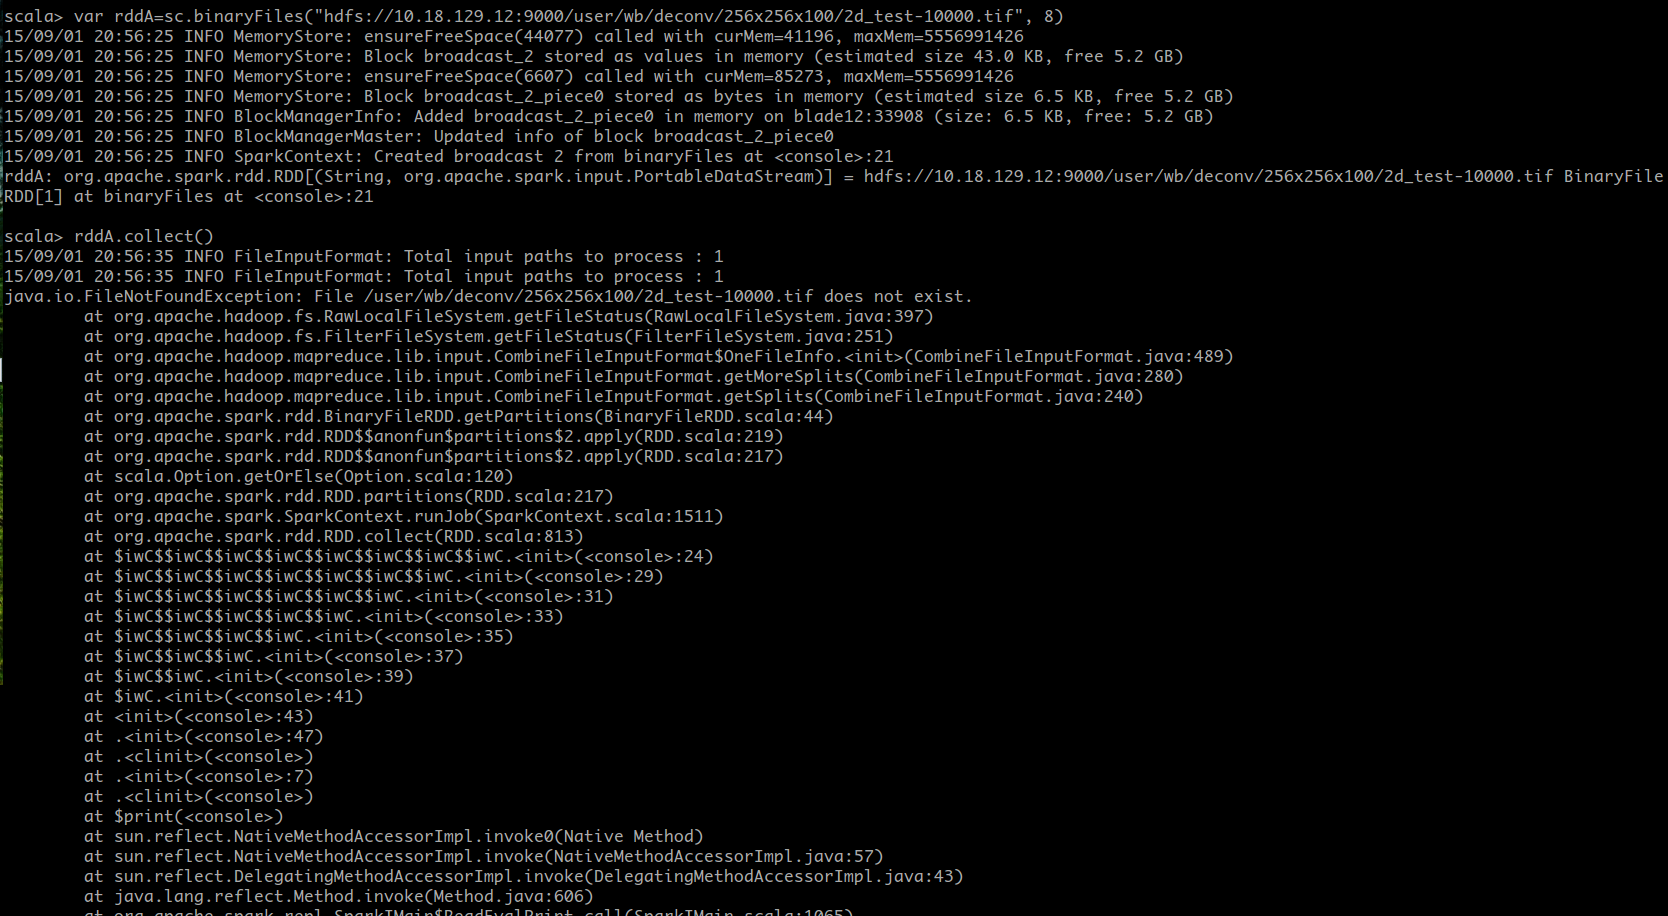 scala> var rddA=sc.binaryFiles("hdfs://10.18.129.12:9000/user/wb/deconv/256x256x100/2d_test-10000.tif", 8)
15/09/01 20:56:25 INFO MemoryStore: ensureFreeSpace(44077) called with curMem=41196, maxMem=5556991426
15/09/01 20:56:25 INFO MemoryStore: Block broadcast_2 stored as values in memory (estimated size 43.0 KB, free 5.2 GB)
15/09/01 20:56:25 INFO MemoryStore: ensureFreeSpace(6607) called with curMem=85273, maxMem=5556991426
15/09/01 20:56:25 INFO MemoryStore: Block broadcast_2_piece0 stored as bytes in memory (estimated size 6.5 KB, free 5.2 GB)
15/09/01 20:56:25 INFO BlockManagerInfo: Added broadcast_2_piece0 in memory on blade12:33908 (size: 6.5 KB, free: 5.2 GB)
15/09/01 20:56:25 INFO BlockManagerMaster: Updated info of block broadcast_2_piece0
15/09/01 20:56:25 INFO SparkContext: Created broadcast 2 from binaryFiles at <console>:21
rddA: org.apache.spark.rdd.RDD[(String, org.apache.spark.input.PortableDataStream)] = hdfs://10.18.129.12:9000/user/wb/deconv/256x256x100/2d_test-10000.tif BinaryFile
RDD[1] at binaryFiles at <console>:21
scala> rddA.collect()
15/09/01 20:56:35 INFO FileInputFormat: Total input paths to process : 1
15/09/01 20:56:35 INFO FileInputFormat: Total input paths to process : 1
java.io.FileNotFoundException: File /user/wb/deconv/256x256x100/2d_test-10000.tif does not exist.
at org.apache.hadoop.fs.RawLocalFileSystem.getFileStatus(RawLocalFileSystem.java:397)
at org.apache.hadoop.fs.FilterFileSystem.getFileStatus(FilterFileSystem.java:251)
at org.apache.hadoop.mapreduce.lib.input.CombineFileInputFormat$OneFileInfo.<init>(CombineFileInputFormat.java:489)
at org.apache.hadoop.mapreduce.lib.input.CombineFileInputFormat.getMoreSplits(CombineFileInputFormat.java:280)
at org.apache.hadoop.mapreduce.lib.input.CombineFileInputFormat.getSplits(CombineFileInputFormat.java:240)
at org.apache.spark.rdd.BinaryFileRDD.getPartitions(BinaryFileRDD.scala:44)
at org.apache.spark.rdd.RDD$$anonfun$partitions$2.apply(RDD.scala:219)
at org.apache.spark.rdd.RDD$$anonfun$partitions$2.apply(RDD.scala:217)
at scala.Option.getOrElse(Option.scala:120)
at org.apache.spark.rdd.RDD.partitions(RDD.scala:217)
at org.apache.spark.SparkContext.runJob(SparkContext.scala:1511)
at org.apache.spark.rdd.RDD.collect(RDD.scala:813)
at $iwC$$iwC$$iwC$$iwC$$iwC$$iwC$$iwC$$iwC.<init>(<console>:24)
at $iwC$$iwC$$iwC$$iwC$$iwC$$iwC$$iwC.<init>(<console>:29)
at $iwC$$iwC$$iwC$$iwC$$iwC$$iwC.<init>(<console>:31)
at $iwC$$iwC$$iwC$$iwC$$iwC.<init>(<console>:33)
at $iwC$$iwC$$iwC$$iwC.<init>(<console>:35)
at $iwC$$iwC$$iwC.<init>(<console>:37)
at $iwC$$iwC.<init>(<console>:39)
at $iwC.<init>(<console>:41)
at <init>(<console>:43)
at .<init>(<console>:47)
at .<clinit>(<console>)
at .<init>(<console>:7)
at .<clinit>(<console>)
at $print(<console>)
at sun.reflect.NativeMethodAccessorImpl.invoke0(Native Method)
at sun.reflect.NativeMethodAccessorImpl.invoke(NativeMethodAccessorImpl.java:57)
at sun.reflect.DelegatingMethodAccessorImpl.invoke(DelegatingMethodAccessorImpl.java:43)
at java.lang.reflect.Method.invoke(Method.java:606)
at org.apache.spark.repl.SparkIMain$ReadEvalPrint.call(SparkIMain.scala:1065)